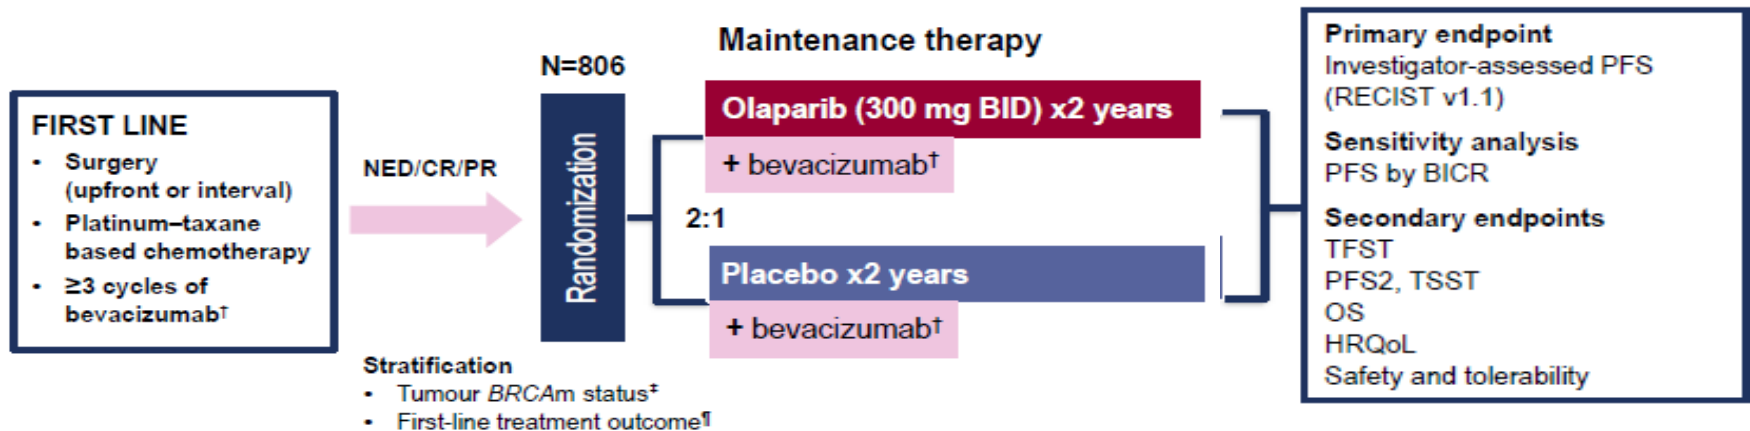 FIRST LINE
• Surgery
(upfront or interval)
• Platinum–taxane
based chemotherapy
• ≥3 cycles of
bevacizumab†
NED/CR/PR
Stratification
• Tumour BRCAm status‡
• First-line treatment outcome¶
N=806
Randomization
Maintenance therapy
Olaparib (300 mg BID) x2 years
+ bevacizumab†
2:1
Placebo x2 years
+ bevacizumab†
Primary endpoint
Investigator-assessed PFS
(RECIST v1.1)
Sensitivity analysis
PFS by BICR
Secondary endpoints
TFST
PFS2, TSST
OS
HRQoL
Safety and tolerability